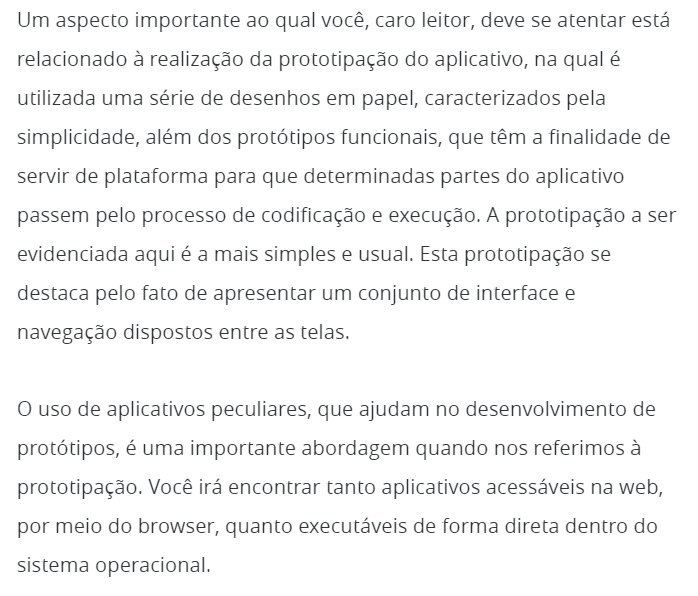 Um aspecto importante ao qual você, caro leitor, deve se atentar está
relacionado à realização da prototipação do aplicativo, na qual é
utilizada uma série de desenhos em papel, caracterizados pela
simplicidade, além dos protótipos funcionais, que têm a finalidade de
servir de plataforma para que determinadas partes do aplicativo
passem pelo processo de codificação e execução. A prototipação a ser
evidenciada aqui é a mais simples e usual. Esta prototipação se
destaca pelo fato de apresentar um conjunto de interface e
navegação dispostos entre as telas.
O uso de aplicativos peculiares, que ajudam no desenvolvimento de
protótipos, é uma importante abordagem quando nos referimos à
prototipação. Você irá encontrar tanto aplicativos acessáveis na web,
por meio do browser, quanto executáveis de forma direta dentro do
sistema operacional.